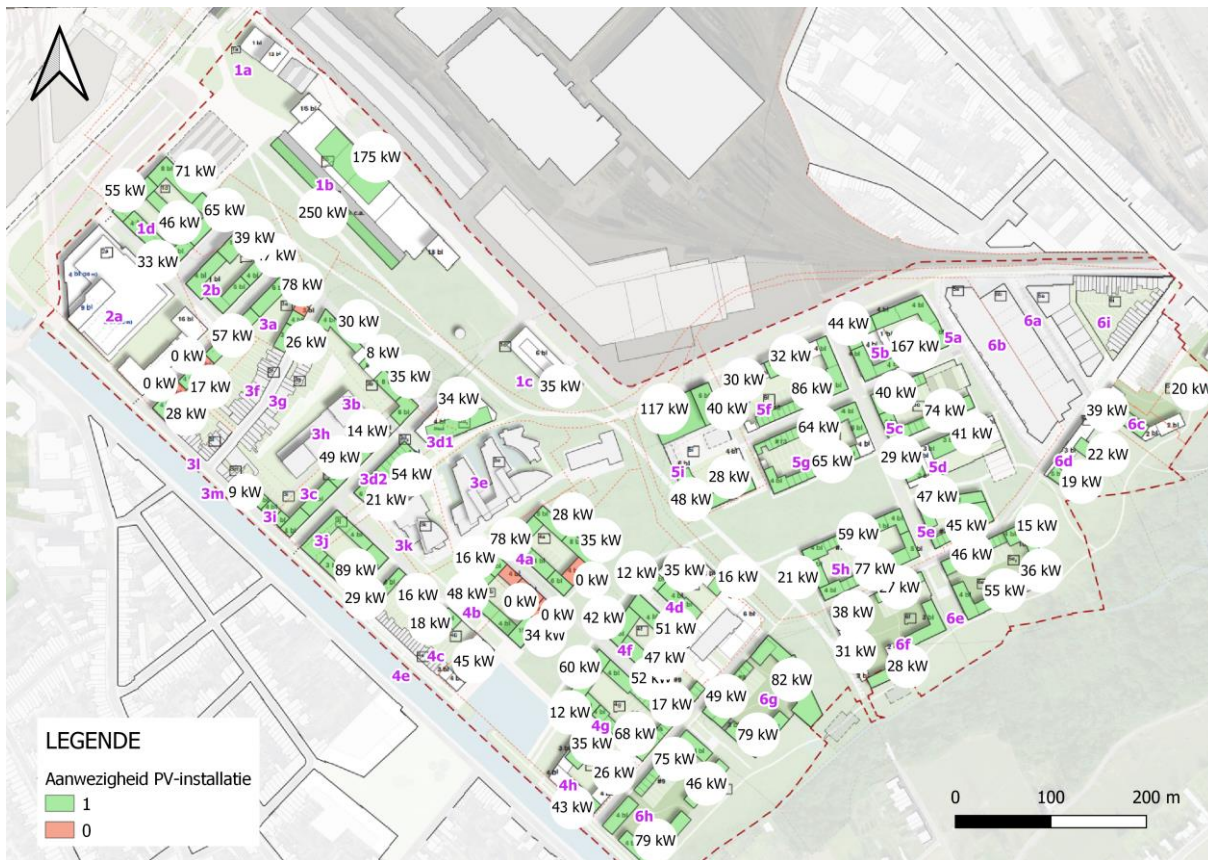 1a
175 kW
1b
250 kW
71 kW
55 kW
65 kW
46 kW
1d
39 kW
33 kW
78 kW
2b
2a
3a
30 kW
57 kW
26 kW
0 kW
8 kW
44 kW
5b
5a
6b
6a
6i
167 kW
32 kW
0 kW
17 kW
3f
3g
3b
35 kW
1c
35 kW
30 kW
86 kW
40 kW
20 kW
28 kW
34 kW
117 kW
40 kW
5f
74 kW
39 kW
6c
3h
14 kW
3d1
64 kW
5c
41 kW
49 kW
54 kW
5i
5g
65 kW
29 kW
5d
6d
22 kW
3l
3d2
3e
28 kW
19 kW
3m
9 kW
3c
21 kW
48 kW
47 kW
3i
3j
3k
78 kW
28 kW
59 kW
5e
45 kW
15 kW
4a
35 kW
46 kW
89 kW
16 kW
12 kW
35 kW
16 kW
21 kW
5h
77 kW
36 kW
29 kW
16 kW
48 kW
0 kW
0 kW
4d
55 kW
18 kW
4b
0 kW
42 kW
38 kW
6e
34 kW
51 kW
4c
45 kW
4f
47 kW
31 kW
6f
4e
60 kW
28 kW
82 kW
12 kW
17 kW
49 kW
6g
4g
68 kW
79 kW
35 kW
75 kW
26 kW
46 kW
4h
43 kW
6h
79 kW
LEGENDE
Aanwezigheid PV-installatie
1
0
0 100 200 m